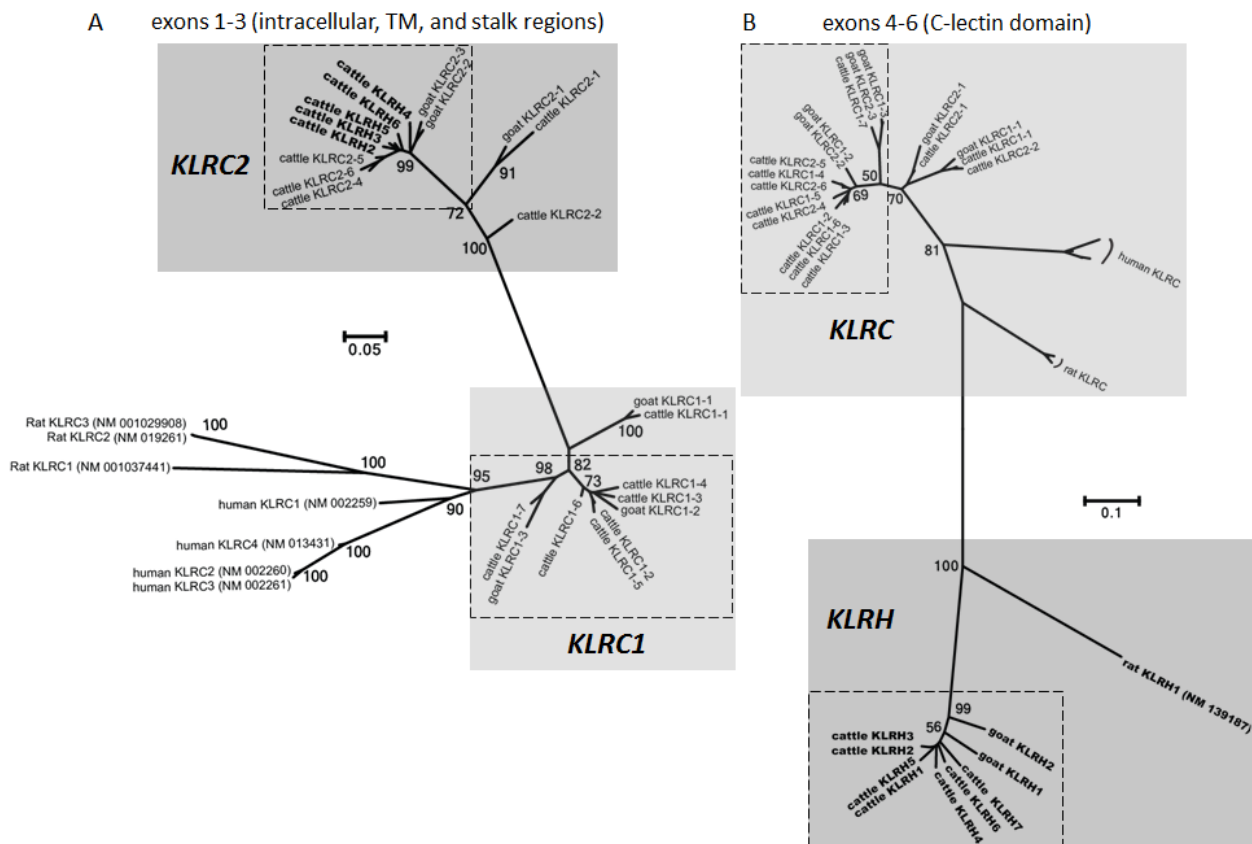 A exons 1-3 (intracellular, TM, and stalk regions)
cattle KLRH4
cattle KLRH6
cattle KLRH5
cattle KLRH3
cattle KLRH2
goat KLRC2-3
goat KLRC2-2
goat KLRC2-1
cattle KLRC2-1
KLRC2
cattle KLRC2-5
cattle KLRC2-6
cattle KLRC2-4
99
91
72
cattle KLRC2-2
100
0.05
Rat KLRC3 (NM 001029908)
100
Rat KLRC2 (NM 019261)
Rat KLRC1 (NM 001037441)
100
human KLRC1 (NM 002259)
95
90
human KLRC4 (NM 013431)
100
human KLRC2 (NM 002260)
100
human KLRC3 (NM 002261)
goat KLRC1-1
cattle KLRC1-1
100
98
82
73
cattle KLRC1-4
cattle KLRC1-3
goat KLRC1-2
cattle KLRC1-7
goat KLRC1-3
cattle KLRC1-6
cattle KLRC1-2
cattle KLRC1-5
KLRC1
B exons 4-6 (C-lectin domain)
goat KLRC1-3
goat KLRC2-3
cattle KLRC1-7
goat KLRC1-2
goat KLRC2-2
cattle KLRC2-5
cattle KLRC1-4
cattle KLRC2-6
cattle KLRC1-5
cattle KLRC2-4
cattle KLRC1-2
cattle KLRC1-6
cattle KLRC1-3
50
69
70
goat KLRC2-1
cattle KLRC2-1
goat KLRC1-1
cattle KLRC1-1
cattle KLRC2-2
81
human KLRC
KLRC
rat KLRC
0.1
100
KLRH
rat KLRH1 (NM 139187)
99
56
goat KLRH2
goat KLRH1
cattle KLRH3
cattle KLRH2
cattle KLRH5
cattle KLRH1
cattle KLRH7
cattle KLRH6
cattle KLRH4